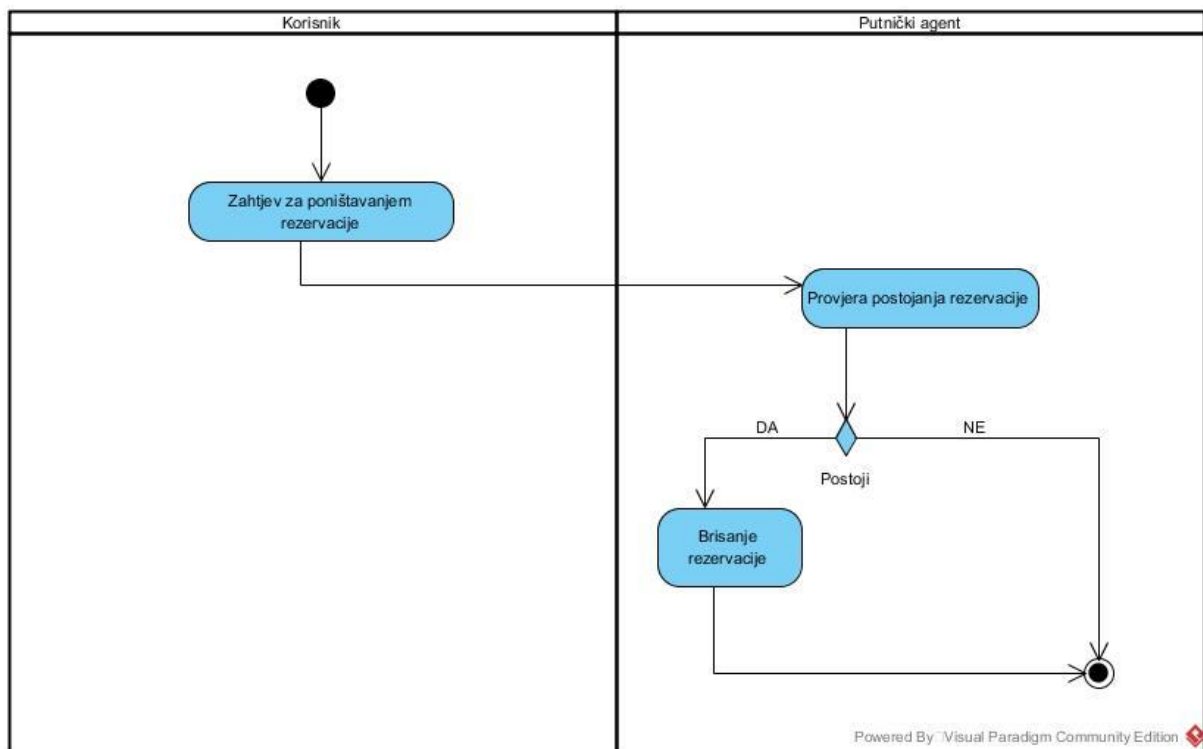 Korisnik
Putnički agent
Zahtjev za poništavanjem
rezervacije
Provjera postojanja rezervacije
DA
NE
Postoji
Brisanje
rezervacije
Powered By Visual Paradigm Community Edition